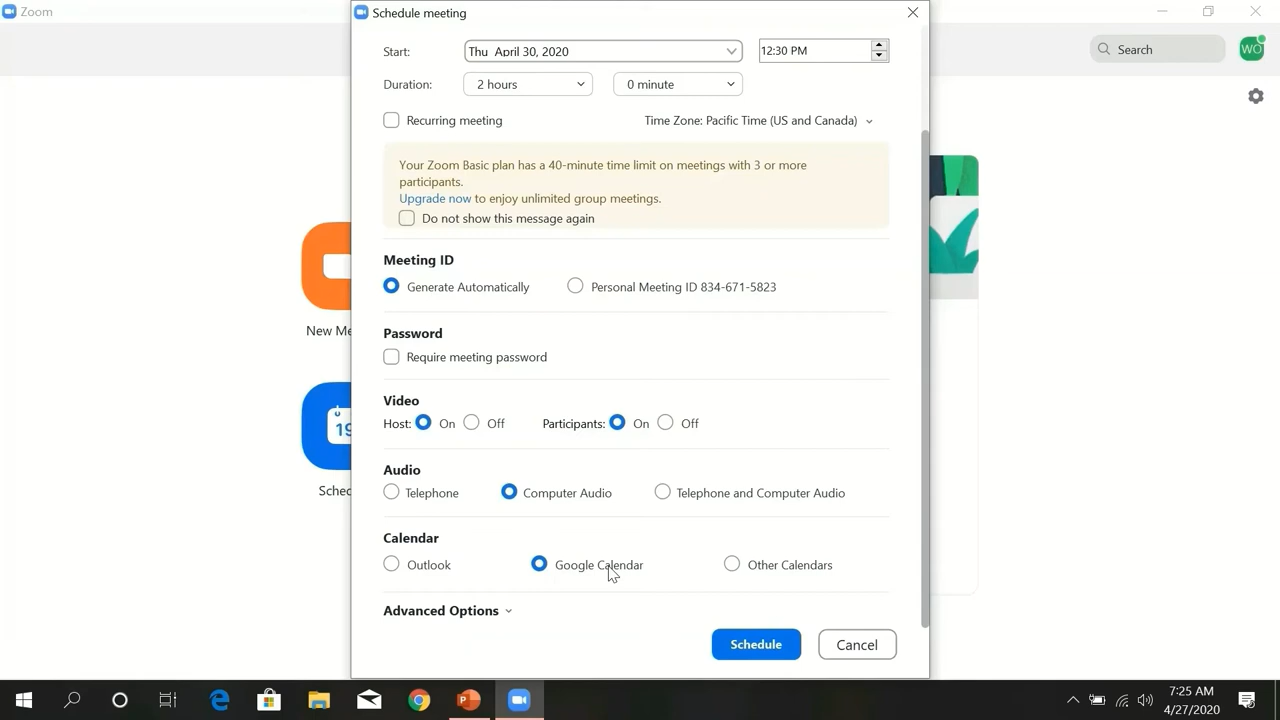 Zoom
Schedule meeting
Search
WO
Start:
Thu April 30, 2020
12:30 PM
Duration:
2 hours
0 minute
Recurring meeting
Time Zone: Pacific Time (US and Canada)
Your Zoom Basic plan has a 40-minute time limit on meetings with 3 or more
participants.
Upgrade now to enjoy unlimited group meetings.
Do not show this message again
Meeting ID
Generate Automatically
Personal Meeting ID 834-671-5823
New Me
Password
Require meeting password
Video
Host: On Off
Participants: On Off
19
Audio
Telephone
Computer Audio
Telephone and Computer Audio
Sched
Calendar
Outlook
Google Calendar
Other Calendars
Advanced Options
Schedule
Cancel
7:25 AM
4/27/2020